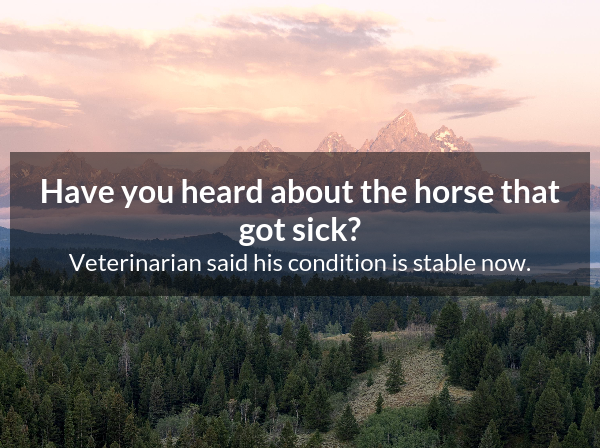 Have you heard about the horse that
got sick?
Veterinarian said his condition is stable now.